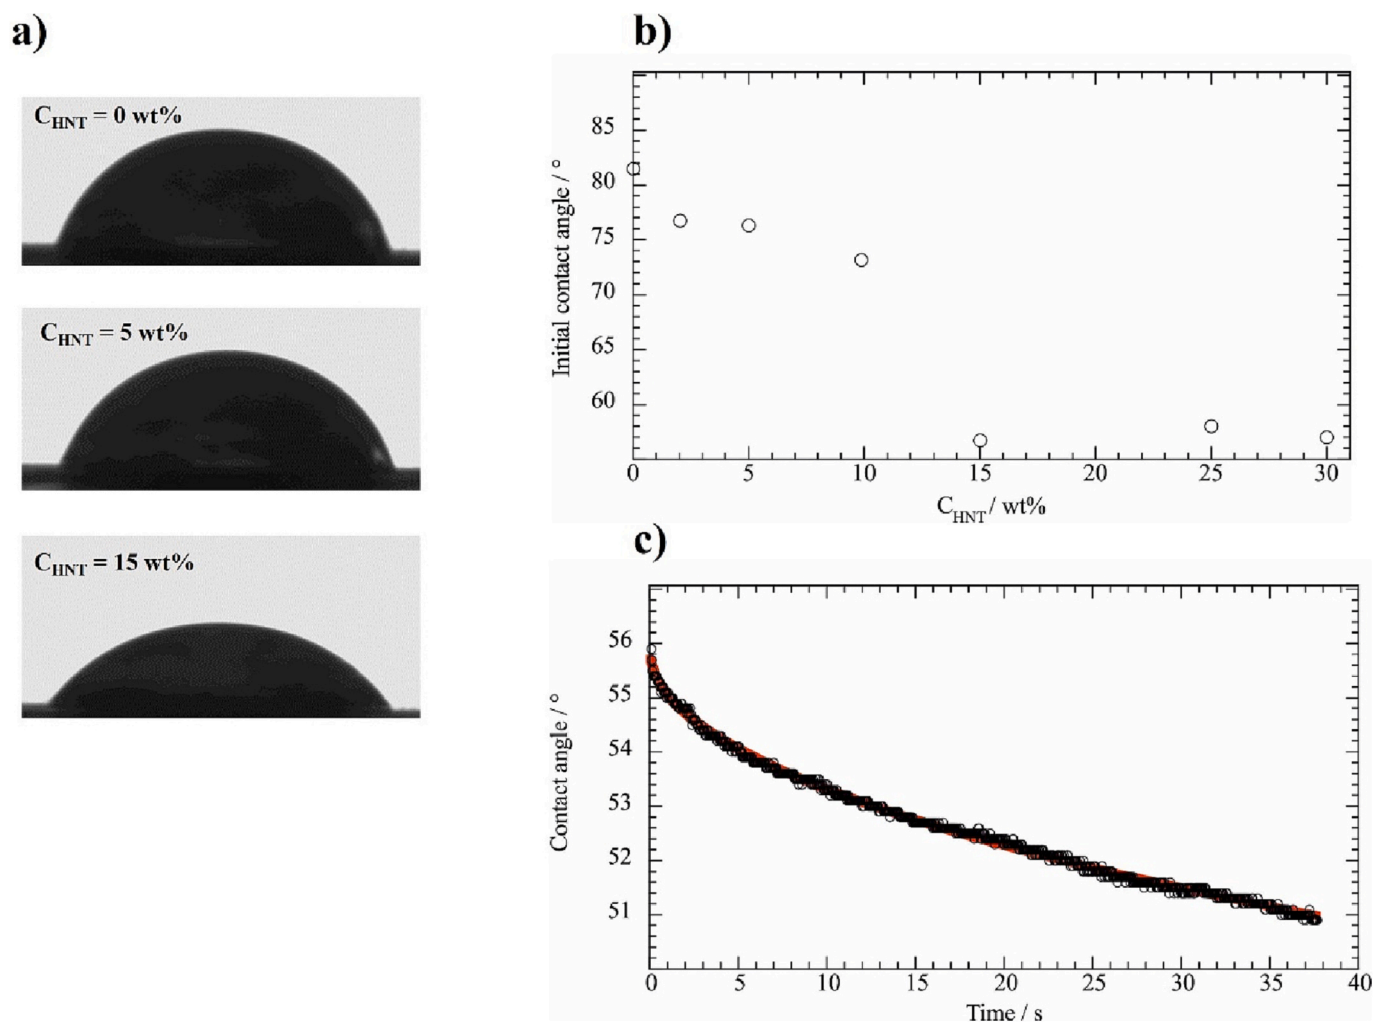 a)
C_HNT = 0 wt%
C_HNT = 5 wt%
C_HNT = 15 wt%
b)
85
80
75
70
65
60
Initial contact angle / °
0 5 10 15 20 25 30
C_HNT / wt%
c)
56
55
54
53
52
51
Contact angle / °
0 5 10 15 20 25 30 35 40
Time / s